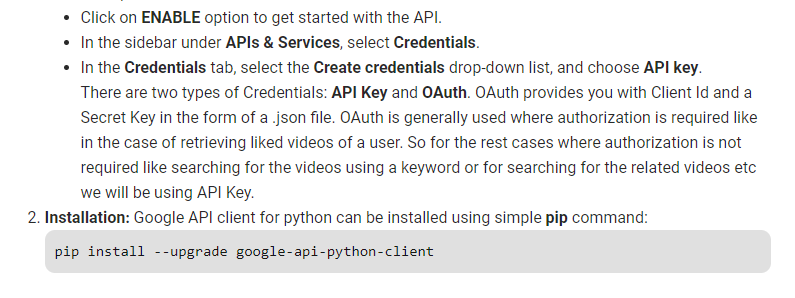 • Click on ENABLE option to get started with the API.
• In the sidebar under APIs & Services, select Credentials.
• In the Credentials tab, select the Create credentials drop-down list, and choose API key.
There are two types of Credentials: API Key and OAuth. OAuth provides you with Client Id and a
Secret Key in the form of a .json file. OAuth is generally used where authorization is required like
in the case of retrieving liked videos of a user. So for the rest cases where authorization is not
required like searching for the videos using a keyword or for searching for the related videos etc
we will be using API Key.
2. Installation: Google API client for python can be installed using simple pip command:
pip install --upgrade google-api-python-client